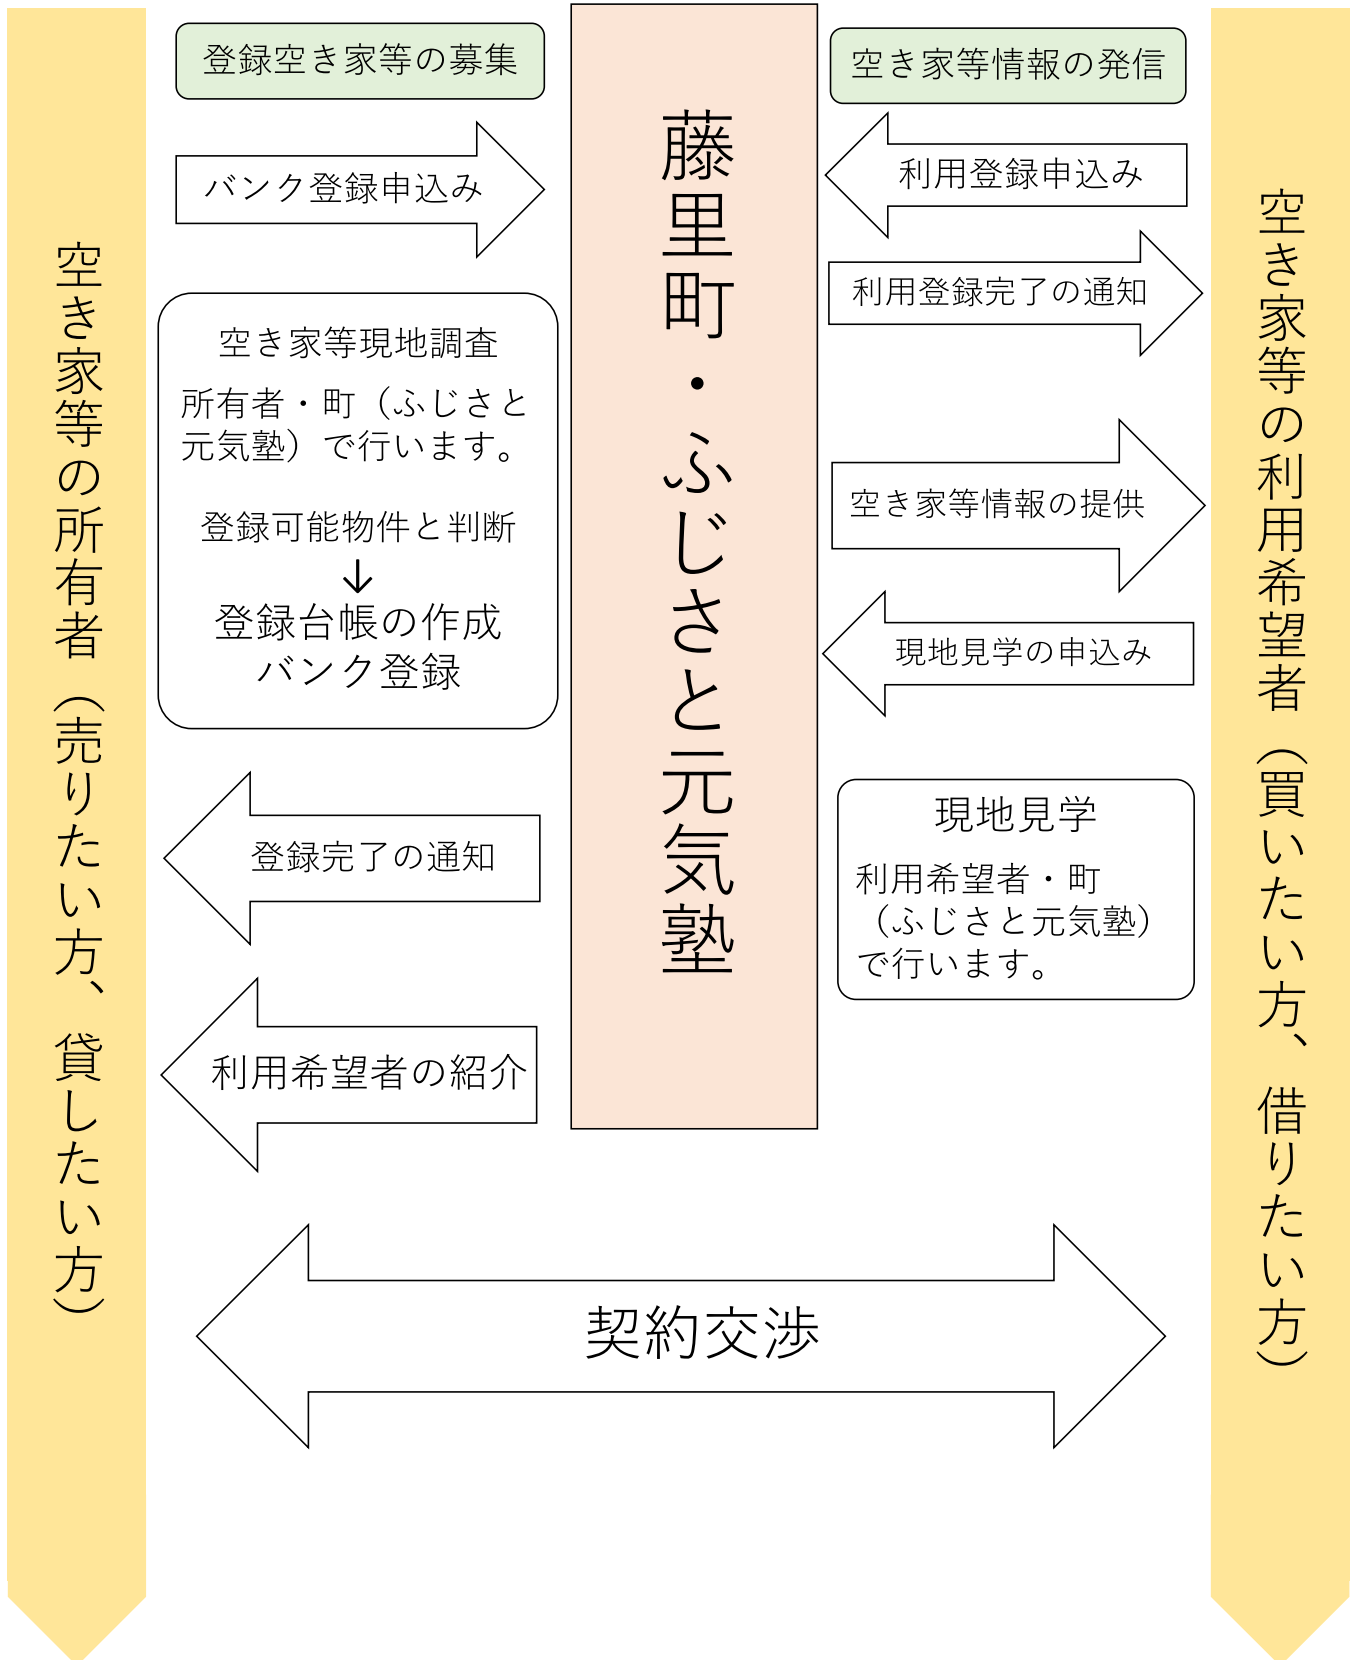 空き家等の所有者（売りたい方、貸したい方）
登録空き家等の募集
バンク登録申込み
空き家等現地調査
所有者・町（ふじさと
元気塾）で行います。
登録可能物件と判断
↓
登録台帳の作成
バンク登録
登録完了の通知
利用希望者の紹介
藤里町・ふじさと元気塾
空き家等情報の発信
利用登録申込み
利用登録完了の通知
空き家等情報の提供
現地見学の申込み
現地見学
利用希望者・町
（ふじさと元気塾）
で行います。
空き家等の利用希望者（買いたい方、借りたい方）
契約交渉